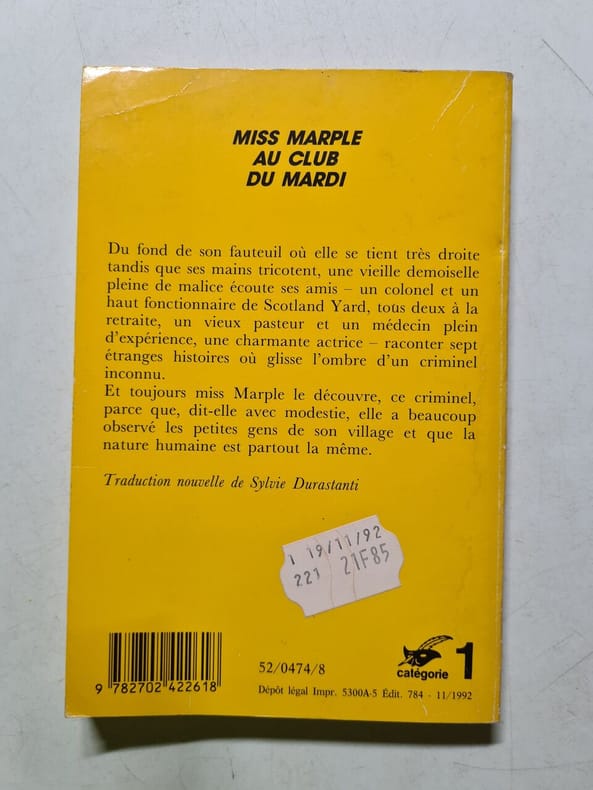 MISS MARPLE
AU CLUB
DU MARDI
Du fond de son fauteuil où elle se tient très droite
tandis que ses mains tricotent, une vieille demoiselle
pleine de malice écoute ses amis – un colonel et un
haut fonctionnaire de Scotland Yard, tous deux à la
retraite, un vieux pasteur et un médecin plein
d'expérience, une charmante actrice – raconter sept
étranges histoires où glisse l'ombre d'un criminel
inconnu.
Et toujours miss Marple le découvre, ce criminel,
parce que, dit-elle avec modestie, elle a beaucoup
observé les petites gens de son village et que la
nature humaine est partout la même.
Traduction nouvelle de Sylvie Durastanti
1 19/11/92
221 21F85
9 782702 422618
52/0474/8
Dépôt légal Impr. 5300A-5 Édit. 784 - 11/1992
catégorie 1